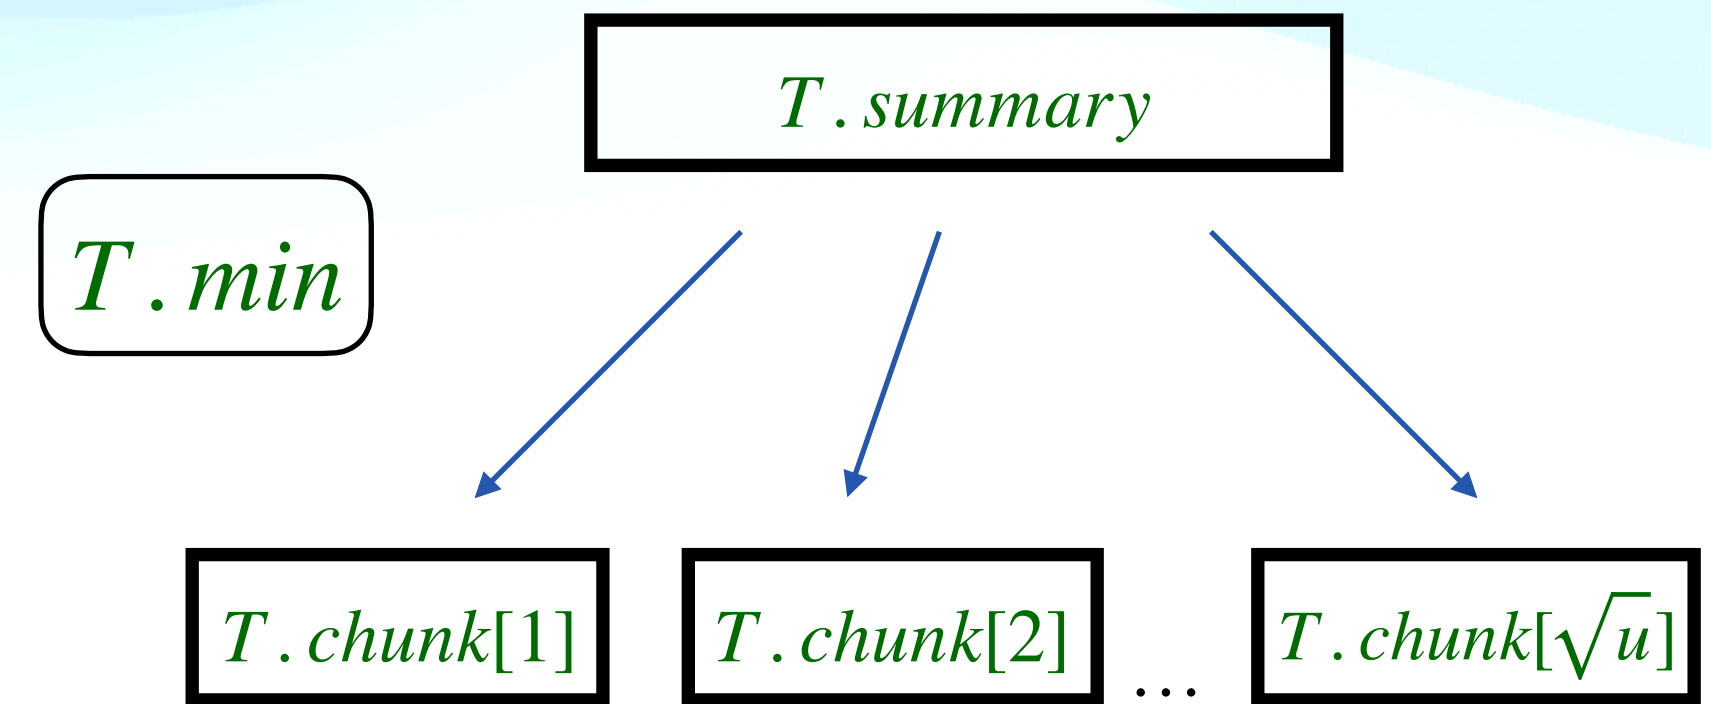 T.summary
T.min
T.chunk[1]
T.chunk[2]
...
T.chunk[√u]